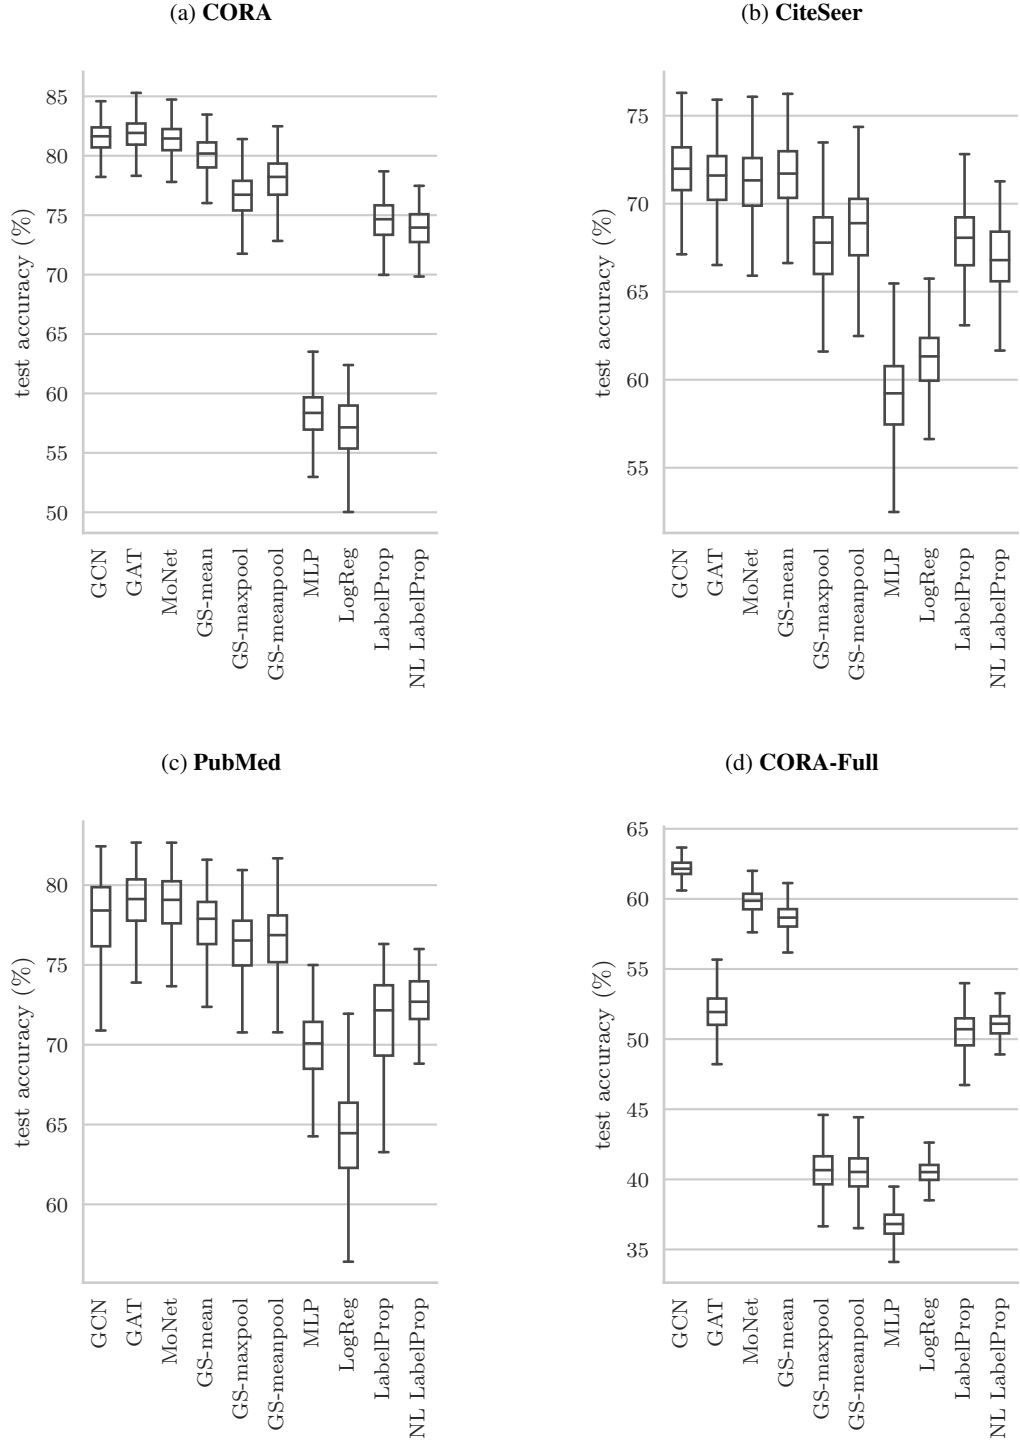 (a) CORA
test accuracy (%)
85
80
75
70
65
60
55
50
GCN
GAT
MoNet
GS-mean
GS-maxpool
GS-meanpool
MLP
LogReg
LabelProp
NL LabelProp
(b) CiteSeer
test accuracy (%)
75
70
65
60
55
GCN
GAT
MoNet
GS-mean
GS-maxpool
GS-meanpool
MLP
LogReg
LabelProp
NL LabelProp
(c) PubMed
test accuracy (%)
80
75
70
65
60
GCN
GAT
MoNet
GS-mean
GS-maxpool
GS-meanpool
MLP
LogReg
LabelProp
NL LabelProp
(d) CORA-Full
test accuracy (%)
65
60
55
50
45
40
35
GCN
GAT
MoNet
GS-mean
GS-maxpool
GS-meanpool
MLP
LogReg
LabelProp
NL LabelProp